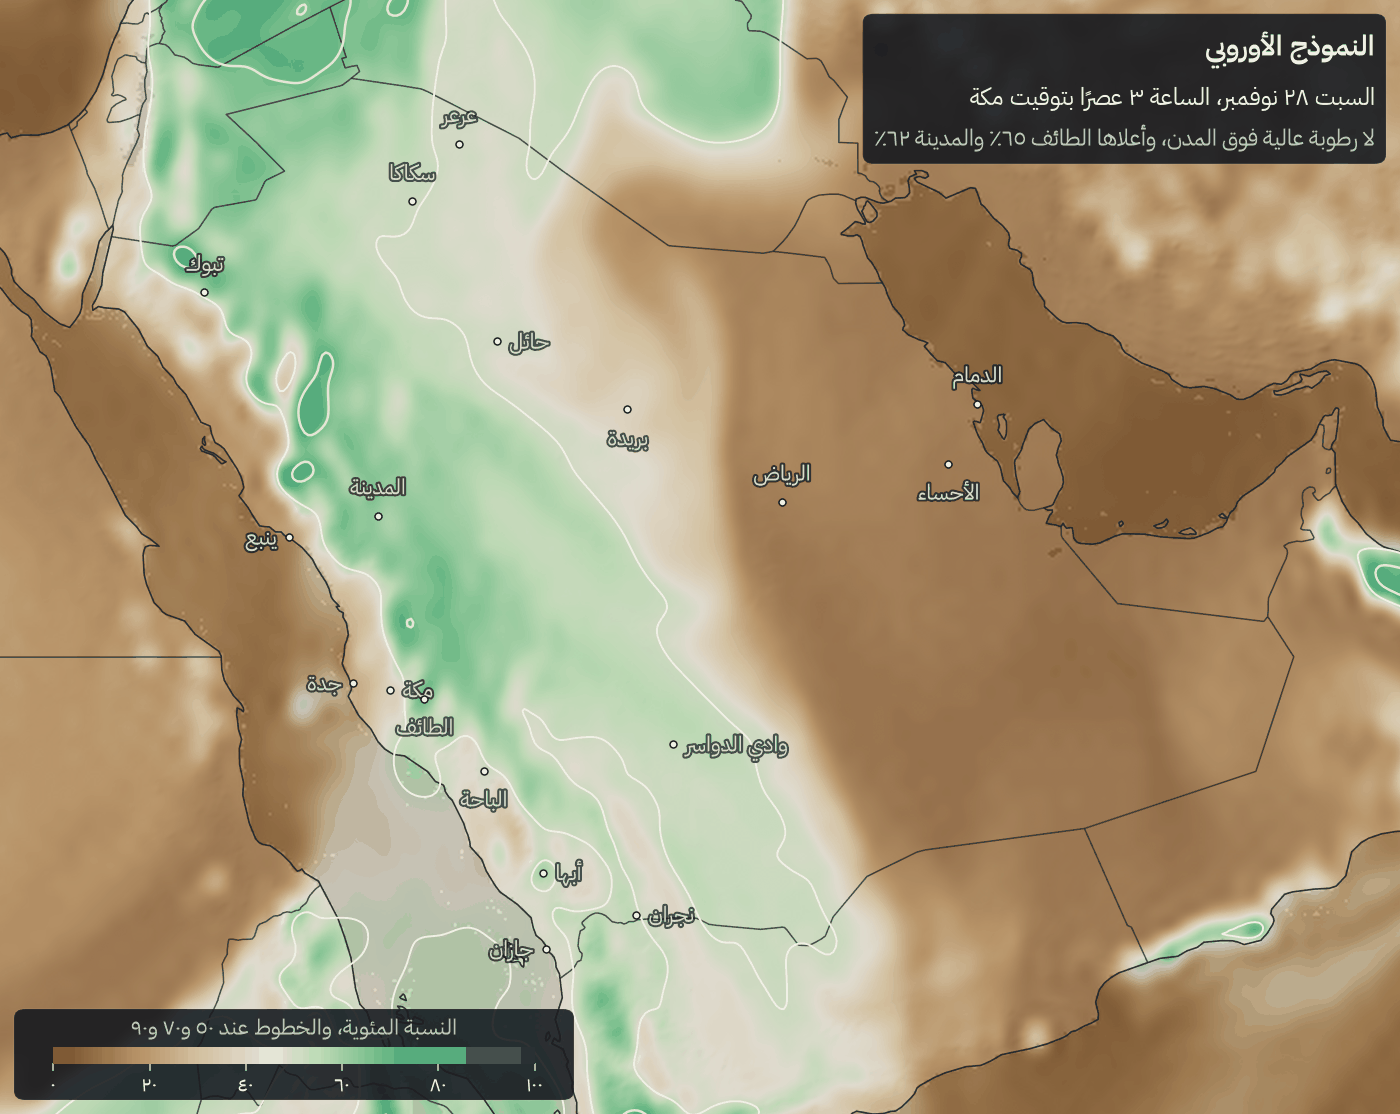 النموذج الأوروبي
السبت ٢٨ نوفمبر، الساعة ٣ عصرًا بتوقيت مكة
لا رطوبة عالية فوق المدن، وأعلاها الطائف ٦٥٪ والمدينة ٦٢٪
عرعر
سكاكا
تبوك
حائل
الدمام
بريدة
الرياض
المدينة
الأحساء
ينبع
جدة
مكة
الطائف
وادي الدواسر
الباحة
أبها
نجران
جازان
النسبة المئوية، والخطوط عند ٥٠ و٧٠ و٩٠
٠ ٢٠ ٤٠ ٦٠ ٨٠ ١٠٠